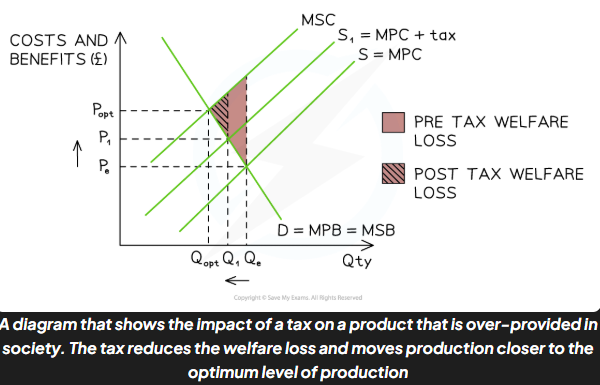 COSTS AND
BENEFITS (£)
MSC
S₁ = MPC + tax
S = MPC
Pₒₚₜ
P₁
Pₑ
PRE TAX WELFARE
LOSS
POST TAX WELFARE
LOSS
D = MPB = MSB
Qₒₚₜ Q₁ Qₑ
Qty
Copyright © Save My Exams. All Rights Reserved
A diagram that shows the impact of a tax on a product that is over-provided in
society. The tax reduces the welfare loss and moves production closer to the
optimum level of production